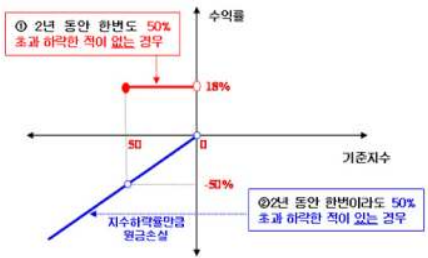 수익률
① 2년 동안 한번도 50%
초과 하락한 적이 없는 경우
18%
50
0
기준지수
-50%
②2년 동안 한번이라도 50%
초과 하락한 적이 있는 경우
지수하락률만큼
원금손실